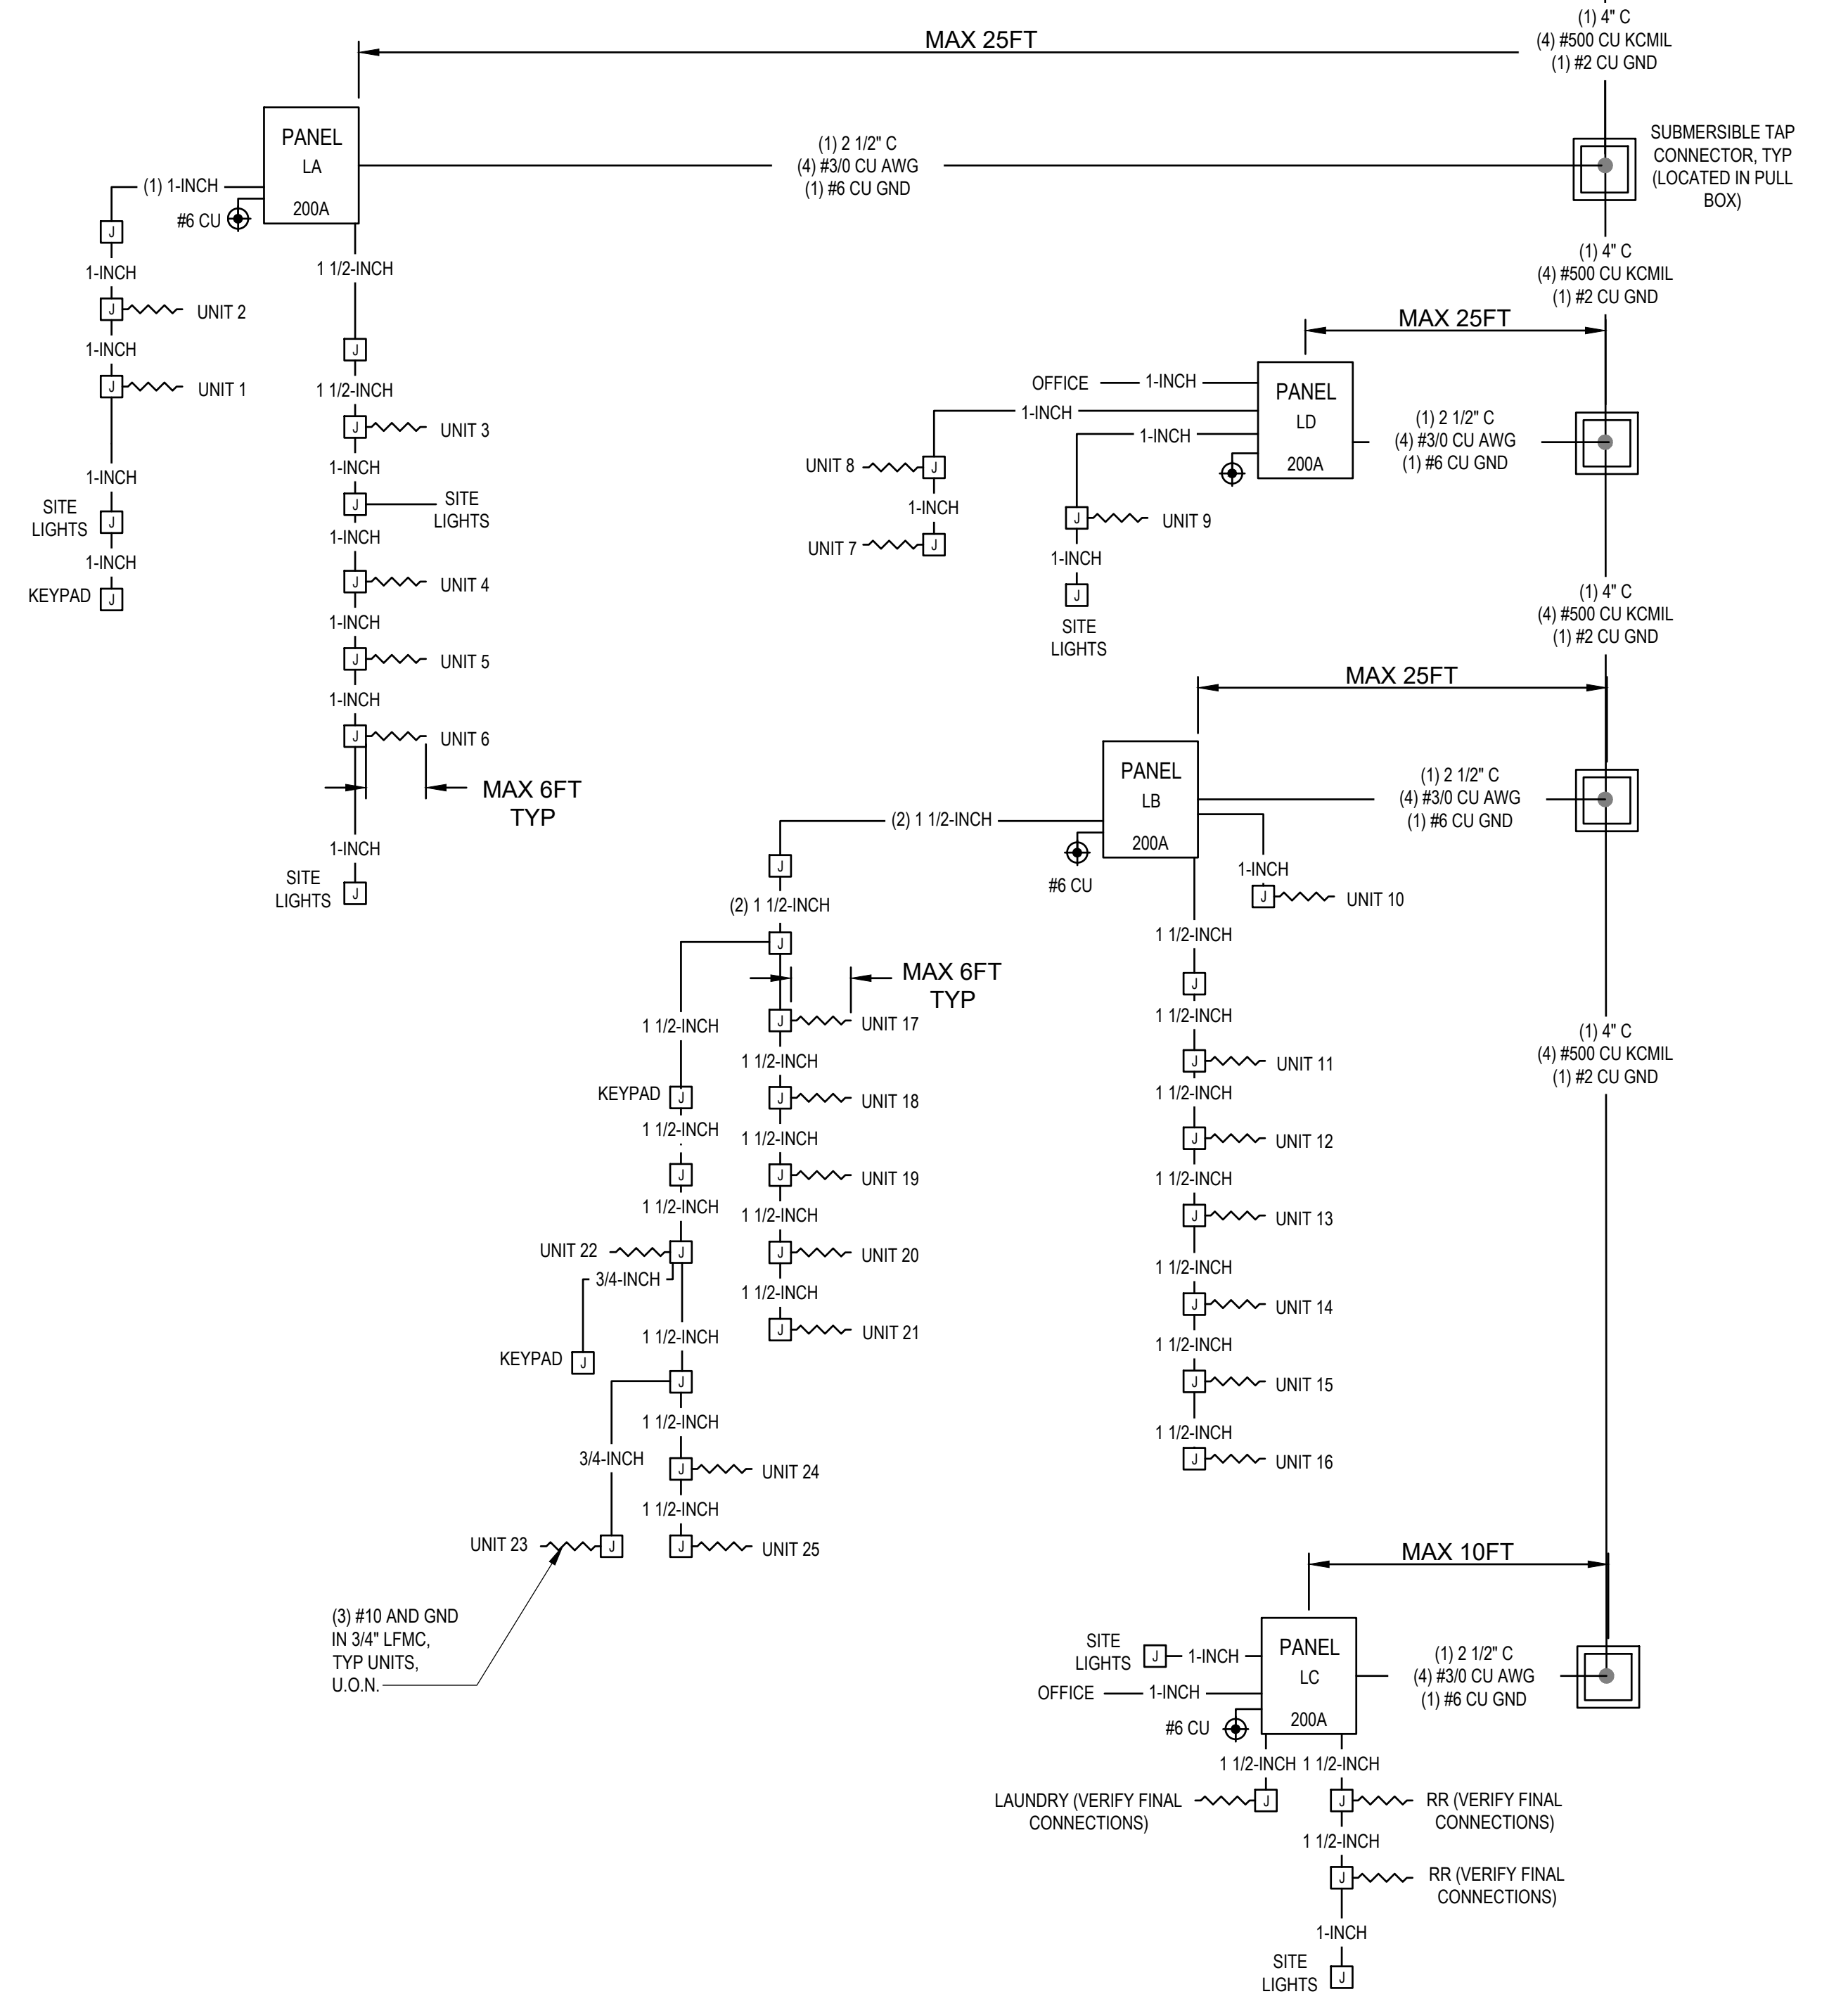 (1) 4" C
(4) #500 CU KCMIL
(1) #2 CU GND
MAX 25FT
PANEL
LA
200A
(1) 2 1/2" C
(4) #3/0 CU AWG
(1) #6 CU GND
SUBMERSIBLE TAP
CONNECTOR, TYP
(LOCATED IN PULL
BOX)
(1) 1-INCH
#6 CU
J
1-INCH
J
UNIT 2
1-INCH
J
UNIT 1
1-INCH
SITE
LIGHTS
J
1-INCH
KEYPAD
J
1 1/2-INCH
J
1 1/2-INCH
J
UNIT 3
1-INCH
J
SITE
LIGHTS
1-INCH
J
UNIT 4
1-INCH
J
UNIT 5
1-INCH
J
UNIT 6
MAX 6FT
TYP
1-INCH
SITE
LIGHTS
J
(1) 4" C
(4) #500 CU KCMIL
(1) #2 CU GND
MAX 25FT
PANEL
LD
200A
(1) 2 1/2" C
(4) #3/0 CU AWG
(1) #6 CU GND
OFFICE
1-INCH
1-INCH
1-INCH
UNIT 8
J
1-INCH
UNIT 7
J
J
UNIT 9
1-INCH
J
SITE
LIGHTS
(1) 4" C
(4) #500 CU KCMIL
(1) #2 CU GND
MAX 25FT
PANEL
LB
200A
(1) 2 1/2" C
(4) #3/0 CU AWG
(1) #6 CU GND
(2) 1 1/2-INCH
#6 CU
1-INCH
J
UNIT 10
J
(2) 1 1/2-INCH
J
MAX 6FT
TYP
J
UNIT 17
1 1/2-INCH
J
UNIT 18
1 1/2-INCH
J
UNIT 19
1 1/2-INCH
J
UNIT 20
1 1/2-INCH
J
UNIT 21
1 1/2-INCH
KEYPAD
J
1 1/2-INCH
J
1 1/2-INCH
UNIT 22
J
3/4-INCH
KEYPAD
J
1 1/2-INCH
J
1 1/2-INCH
3/4-INCH
J
UNIT 24
1 1/2-INCH
UNIT 23
J
J
UNIT 25
(3) #10 AND GND
IN 3/4" LFMC,
TYP UNITS,
U.O.N.
1 1/2-INCH
J
1 1/2-INCH
J
UNIT 11
1 1/2-INCH
J
UNIT 12
1 1/2-INCH
J
UNIT 13
1 1/2-INCH
J
UNIT 14
1 1/2-INCH
J
UNIT 15
1 1/2-INCH
J
UNIT 16
(1) 4" C
(4) #500 CU KCMIL
(1) #2 CU GND
MAX 10FT
PANEL
LC
200A
(1) 2 1/2" C
(4) #3/0 CU AWG
(1) #6 CU GND
SITE
LIGHTS
J
1-INCH
OFFICE
1-INCH
#6 CU
1 1/2-INCH
1 1/2-INCH
LAUNDRY (VERIFY FINAL
CONNECTIONS)
J
J
RR (VERIFY FINAL
CONNECTIONS)
1 1/2-INCH
J
RR (VERIFY FINAL
CONNECTIONS)
1-INCH
SITE
LIGHTS
J